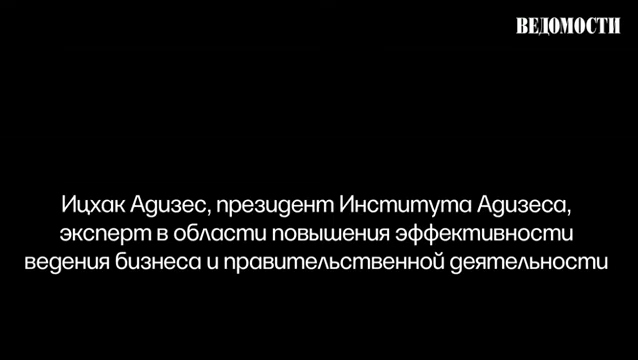 ВЕДОМОСТИ
Ицхак Адизес, президент Института Адизеса,
эксперт в области повышения эффективности
ведения бизнеса и правительственной деятельности